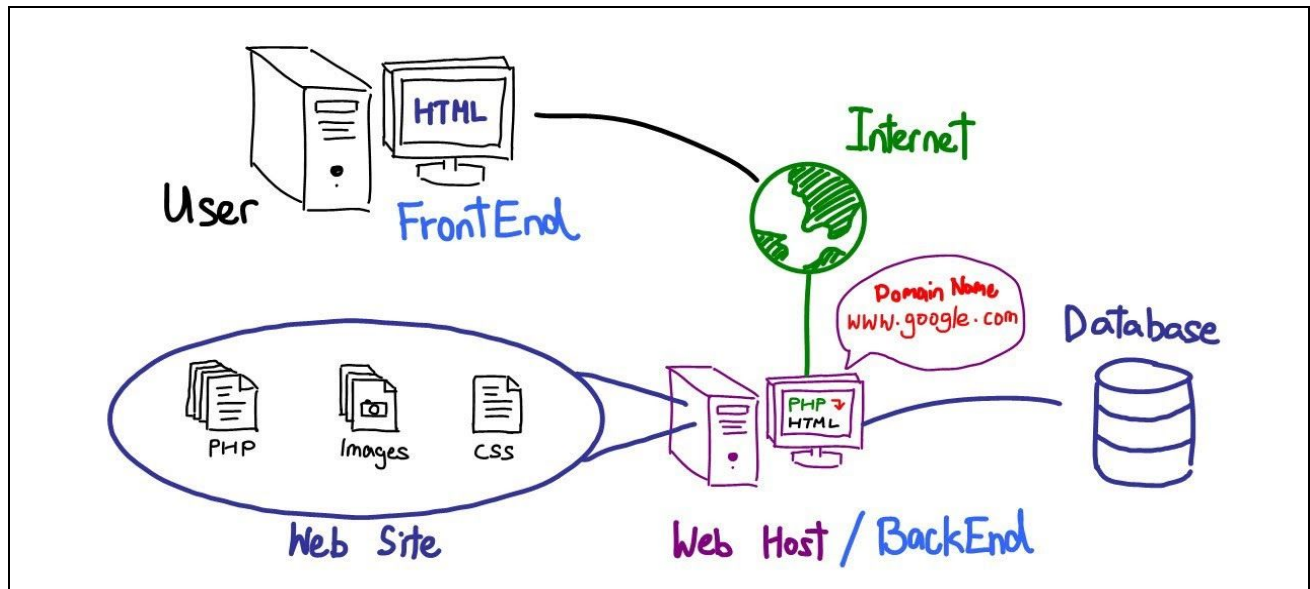 HTML
User
FrontEnd
Internet
Domain Name
www.google.com
Database
PHP
HTML
PHP
Images
CSS
Web Site
Web Host / BackEnd